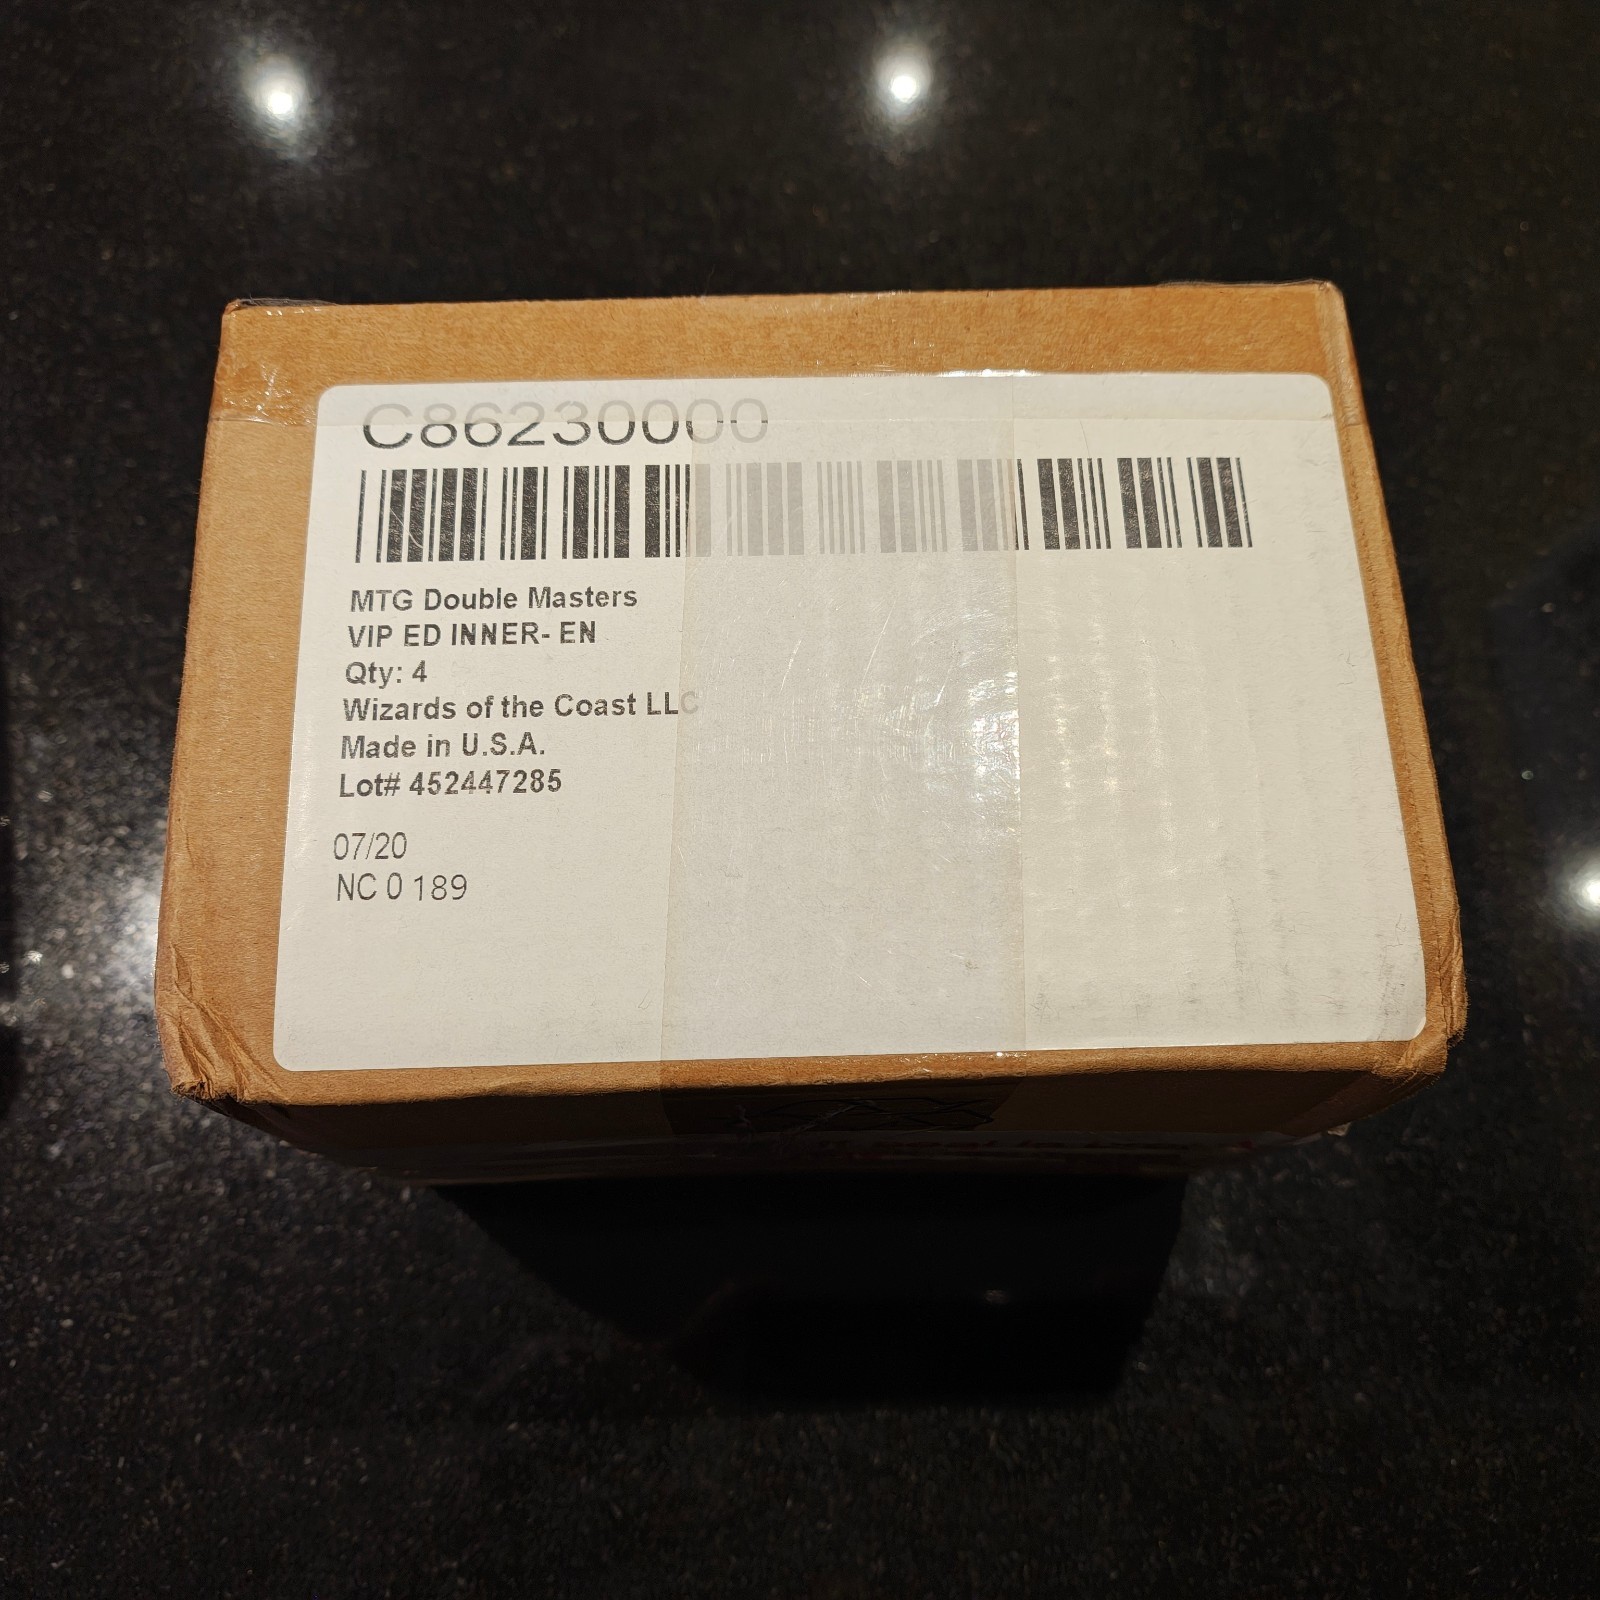 C86230000
MTG Double Masters
VIP ED INNER- EN
Qty: 4
Wizards of the Coast LLC
Made in U.S.A.
Lot# 452447285
07/20
NC 0 189